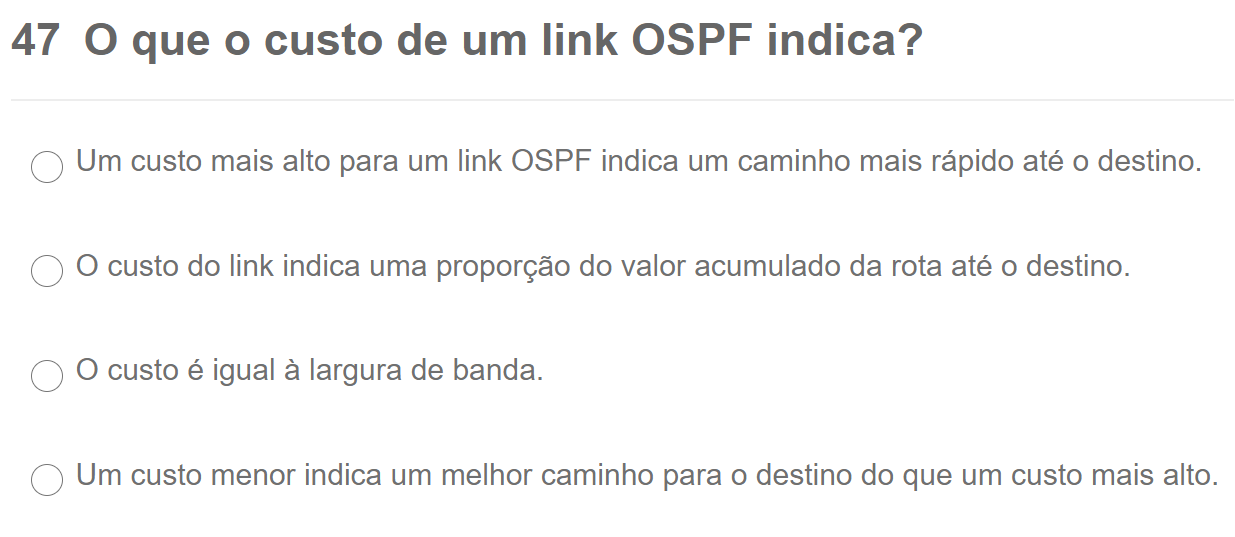 47 O que o custo de um link OSPF indica?
Um custo mais alto para um link OSPF indica um caminho mais rápido até o destino.
O custo do link indica uma proporção do valor acumulado da rota até o destino.
O custo é igual à largura de banda.
Um custo menor indica um melhor caminho para o destino do que um custo mais alto.